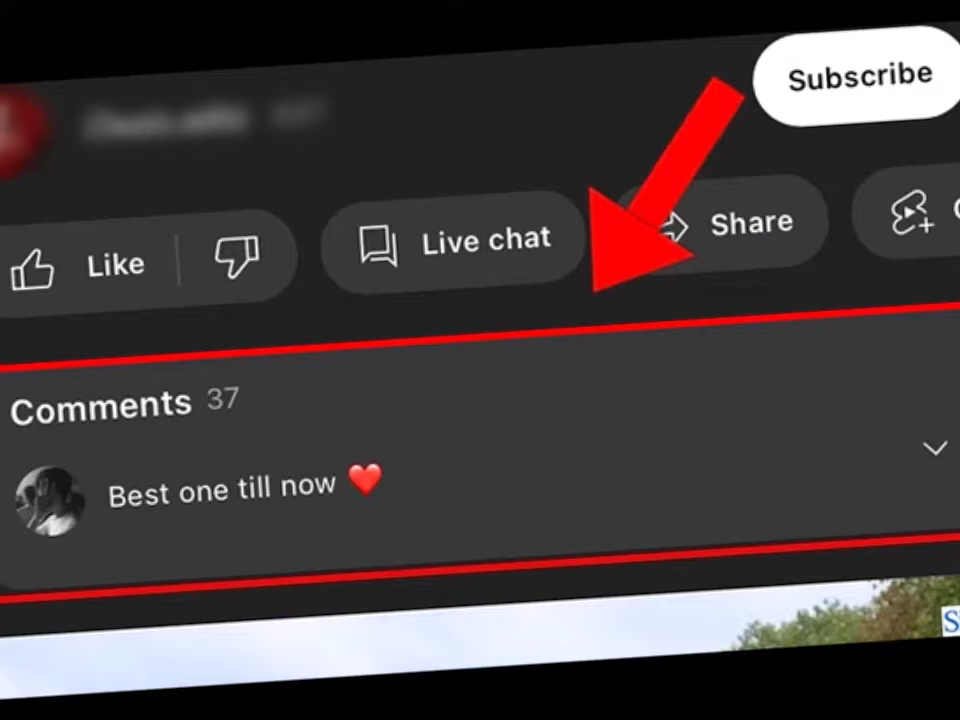 Subscribe
Like
Live chat
Share
Comments 37
Best one till now ❤️